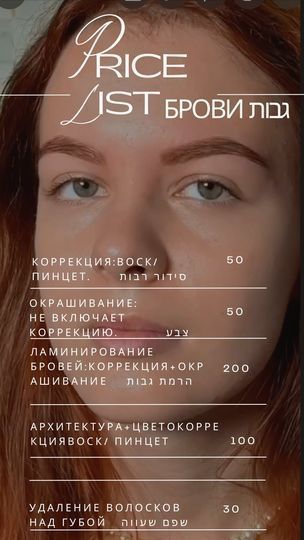 PRICE
LIST БРОВИ גבות
КОРРЕКЦИЯ:ВОСК/ 50
ПИНЦЕТ. סידור רבות
ОКРАШИВАНИЕ:
НЕ ВКЛЮЧАЕТ 50
КОРРЕКЦИЮ. צבע
ЛАМИНИРОВАНИЕ
БРОВЕЙ:КОРРЕКЦИЯ+ОКР 200
АШИВАНИЕ הרמת גבות
АРХИТЕКТУРА+ЦВЕТОКОРРЕ
КЦИЯВОСК/ ПИНЦЕТ 100
УДАЛЕНИЕ ВОЛОСКОВ 30
НАД ГУБОЙ שפם שעווה